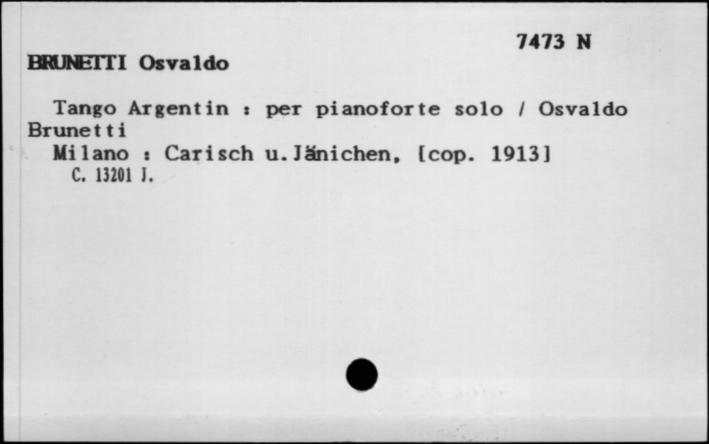 7473 N
BRUNETTI Osvaldo
Tango Argentin : per pianoforte solo / Osvaldo
Brunetti
Milano : Carisch u.Jänichen, [cop. 1913]
C. 13201 J.